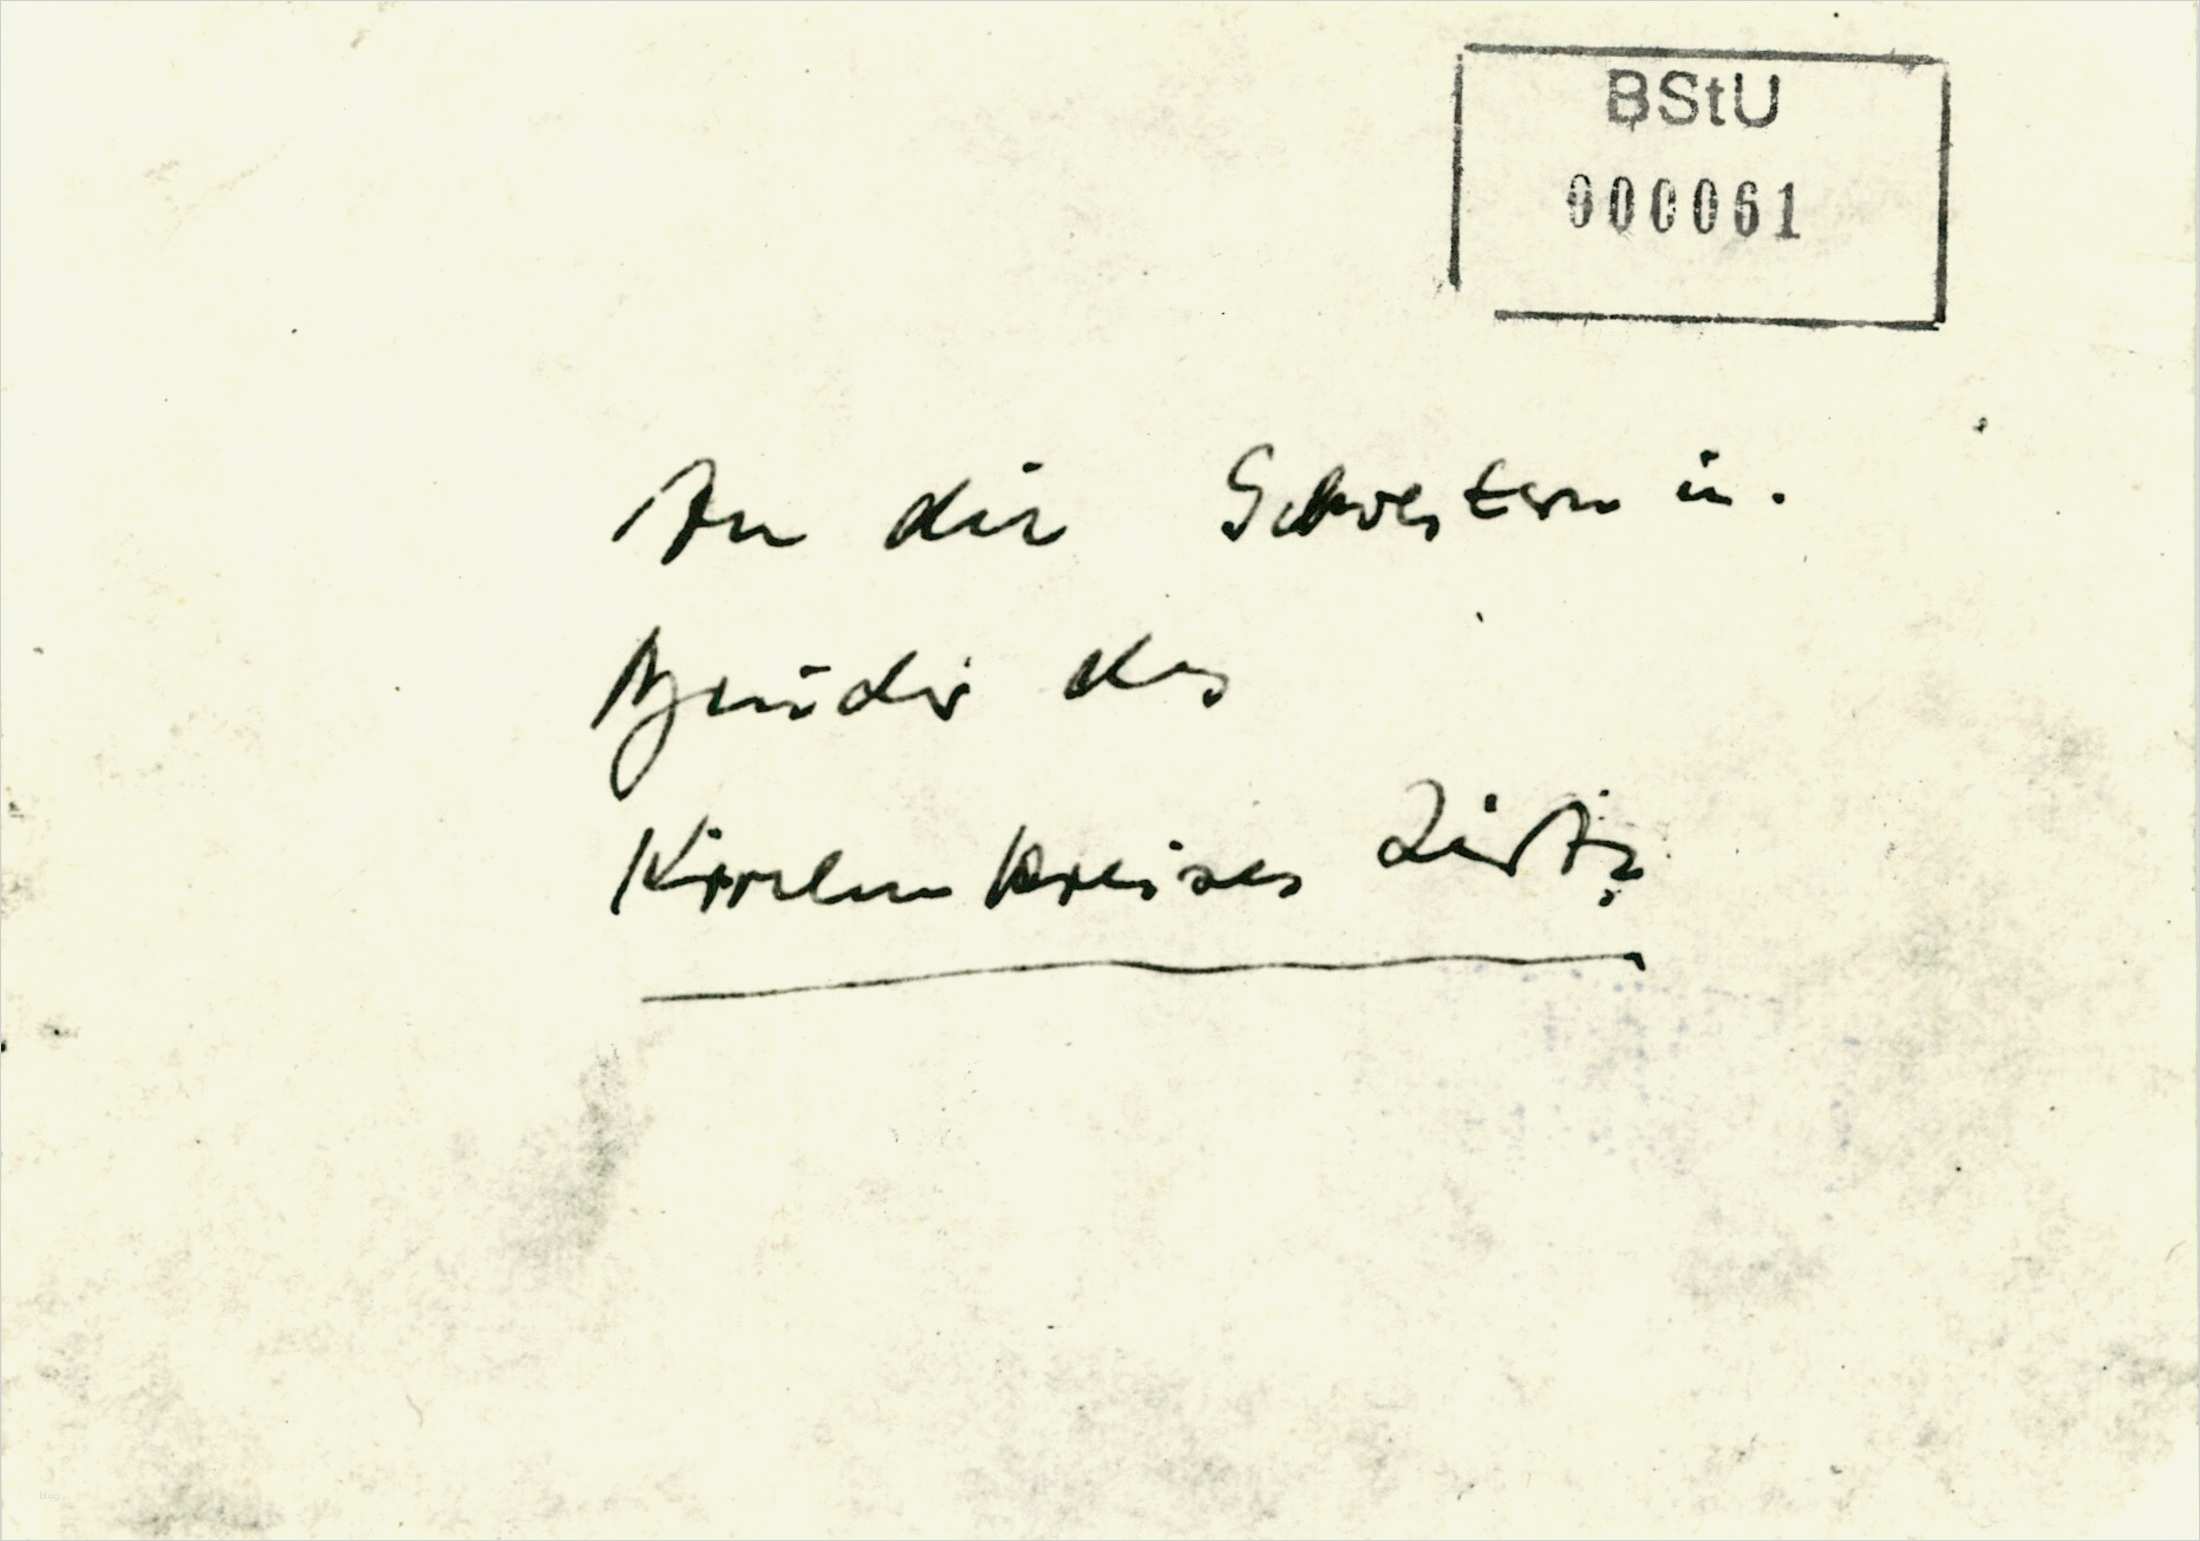 BStU
000061
An die Schwestern u.
Brüder des
Kirchenkreises Zeitz